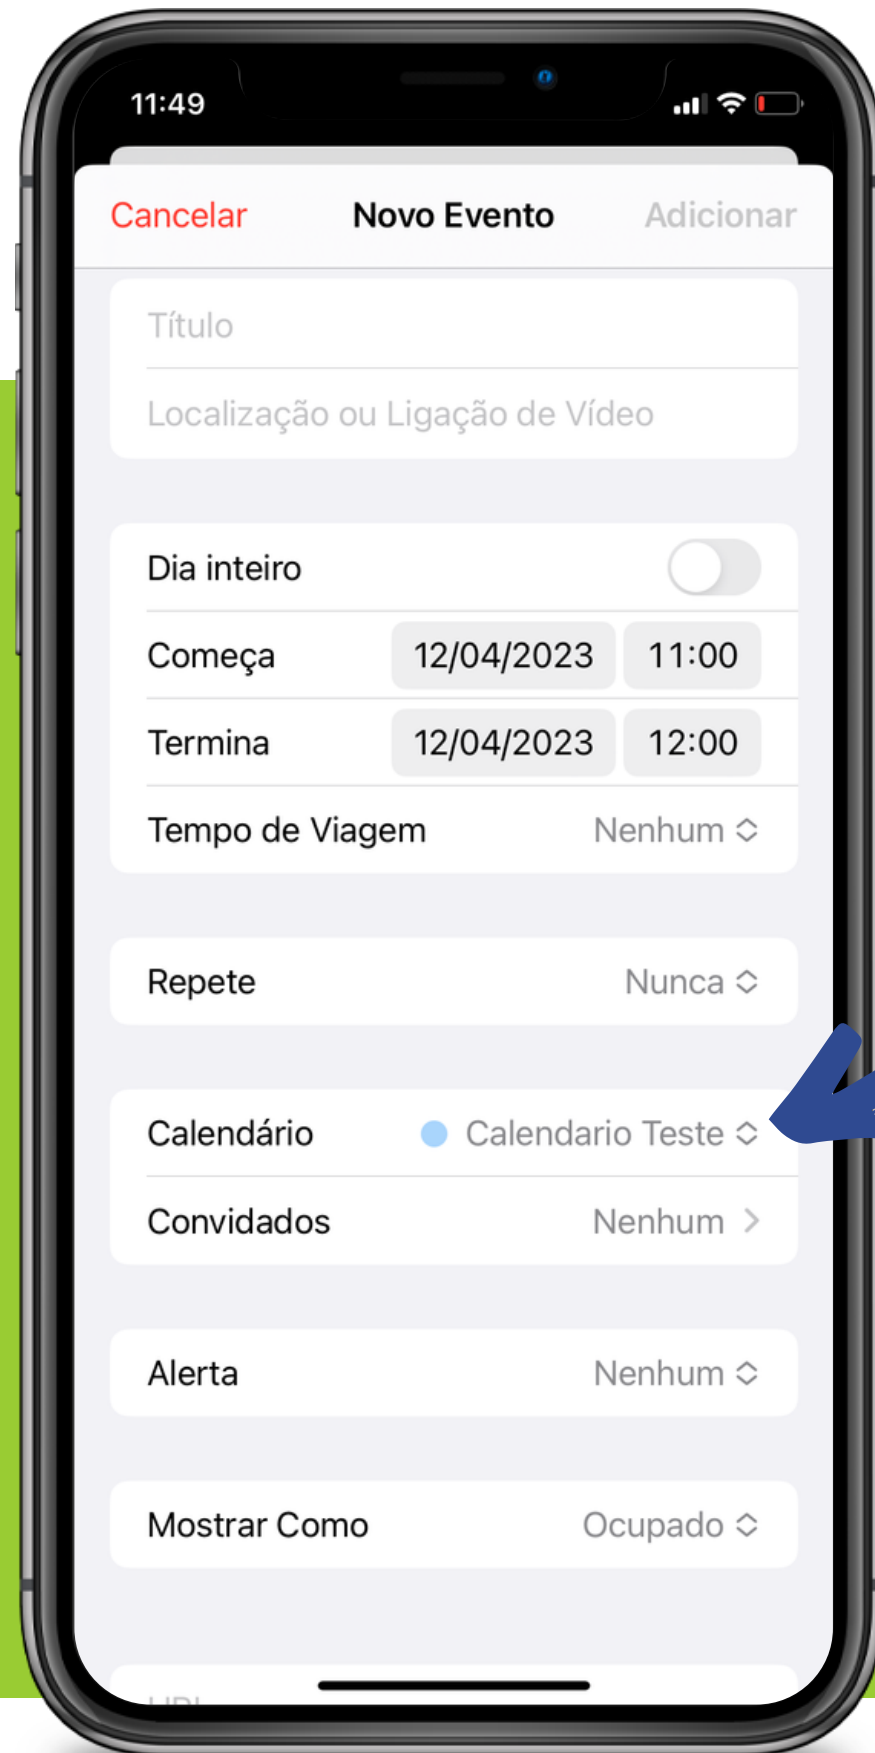 11:49
Cancelar Novo Evento Adicionar
Título
Localização ou Ligação de Vídeo
Dia inteiro
Começa 12/04/2023 11:00
Termina 12/04/2023 12:00
Tempo de Viagem Nenhum
Repete Nunca
Calendário Calendario Teste
Convidados Nenhum
Alerta Nenhum
Mostrar Como Ocupado
URL